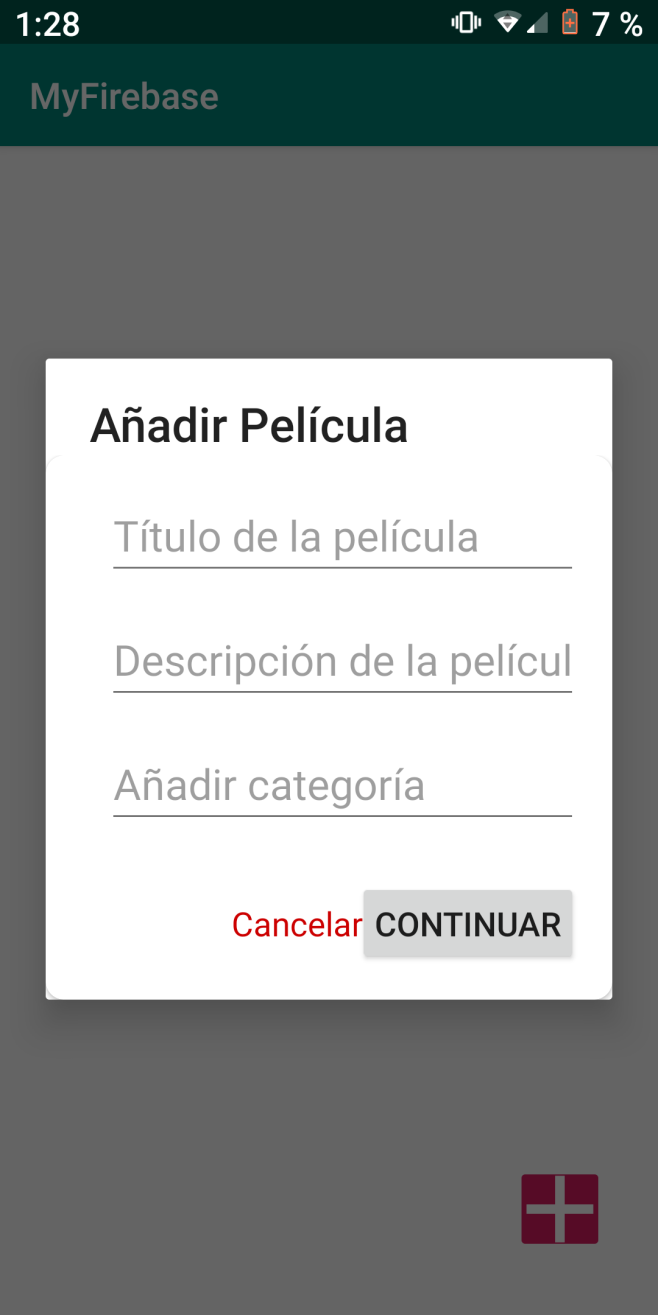 1:28 7 %
MyFirebase
Añadir Película
Título de la película
Descripción de la películ
Añadir categoría
Cancelar CONTINUAR